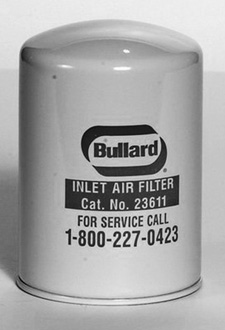 Bullard
INLET AIR FILTER
Cat. No. 23611
FOR SERVICE CALL
1-800-227-0423